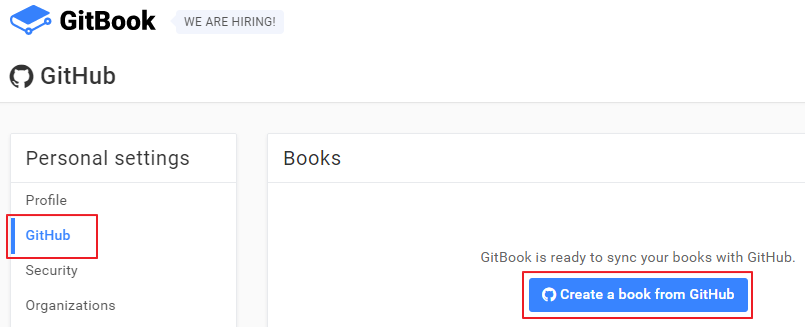 GitBook WE ARE HIRING!
GitHub
Personal settings
Profile
GitHub
Security
Organizations
Books
GitBook is ready to sync your books with GitHub.
Create a book from GitHub